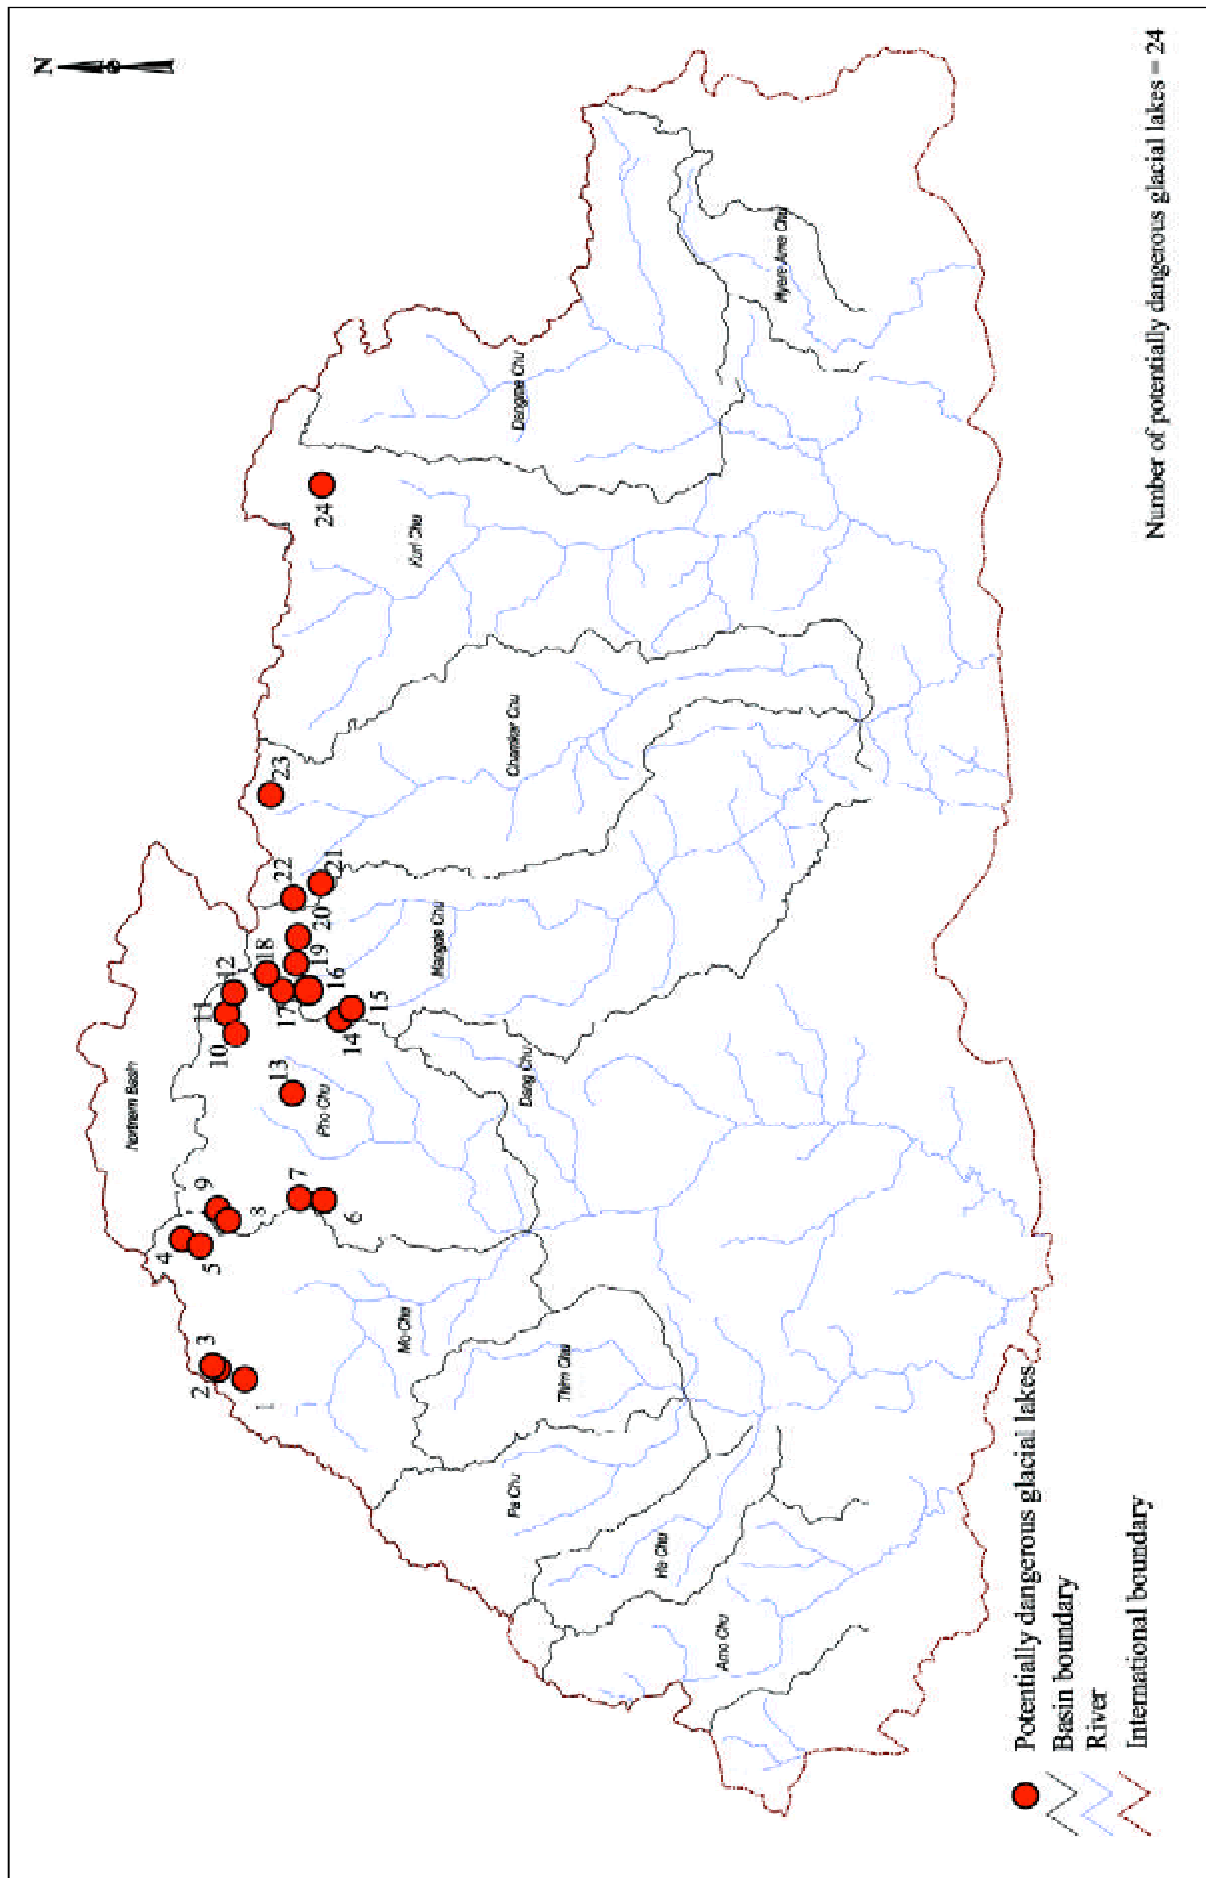 N
Northern Basin
4
5
9
8
3
2
1
7
6
10
11
12
13
14
15
16
17
18
19
20
21
22
23
24
Pho Chu
Mo Chu
Mangde Chu
Kuri Chu
Chamkar Chu
Dangme Chu
Dang Chu
Thim Chu
Pa Chu
Ha Chu
Amo Chu
Nyere Ama Chu
Potentially dangerous glacial lakes
Basin boundary
River
International boundary
Number of potentially dangerous glacial lakes = 24